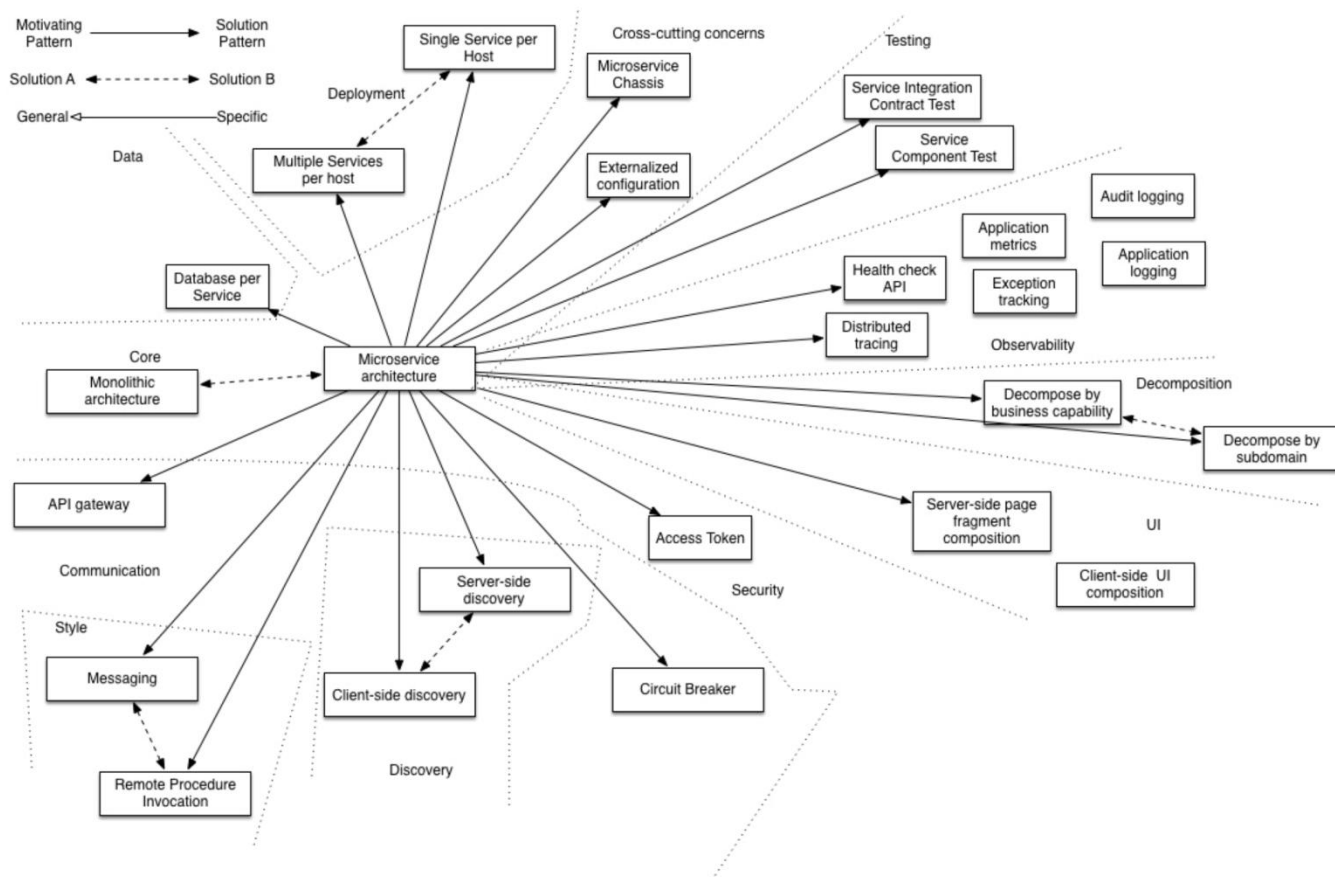 Motivating
Pattern
Solution
Pattern
Solution A
Solution B
General
Specific
Single Service per
Host
Deployment
Multiple Services
per host
Data
Database per
Service
Cross-cutting concerns
Microservice
Chassis
Externalized
configuration
Testing
Service Integration
Contract Test
Service
Component Test
Audit logging
Application
metrics
Application
logging
Health check
API
Exception
tracking
Distributed
tracing
Observability
Core
Monolithic
architecture
Microservice
architecture
Decomposition
Decompose by
business capability
Decompose by
subdomain
API gateway
Communication
Style
Messaging
Remote Procedure
Invocation
Server-side
discovery
Client-side discovery
Discovery
Access Token
Security
Circuit Breaker
Server-side page
fragment
composition
UI
Client-side UI
composition